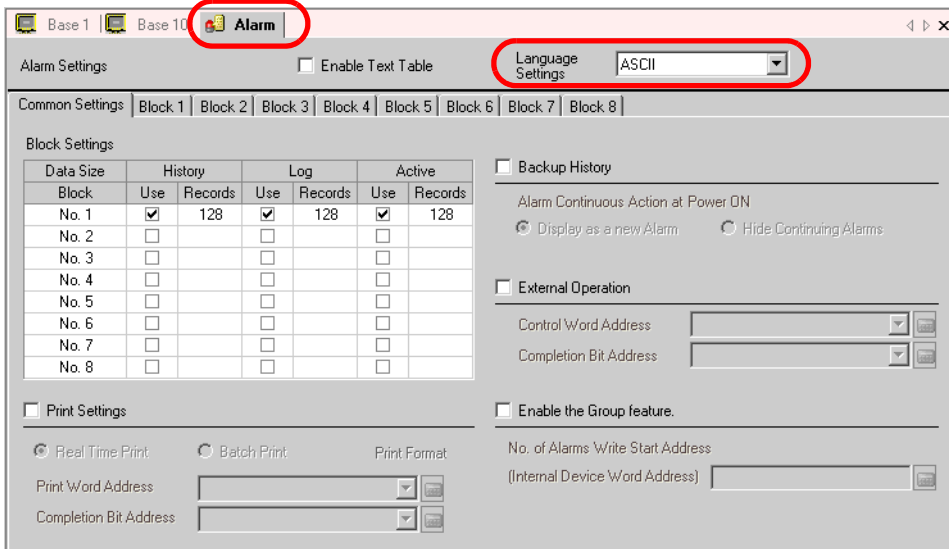 Base 1 Base 10 Alarm
Alarm Settings Enable Text Table Language Settings ASCII
Common Settings Block 1 Block 2 Block 3 Block 4 Block 5 Block 6 Block 7 Block 8
Block Settings
Data Size History Log Active
Block Use Records Use Records Use Records
No. 1 128 128 128
No. 2
No. 3
No. 4
No. 5
No. 6
No. 7
No. 8
Backup History
Alarm Continuous Action at Power ON
Display as a new Alarm Hide Continuing Alarms
External Operation
Control Word Address
Completion Bit Address
Print Settings
Real Time Print Batch Print Print Format
Print Word Address
Completion Bit Address
Enable the Group feature.
No. of Alarms Write Start Address
(Internal Device Word Address)